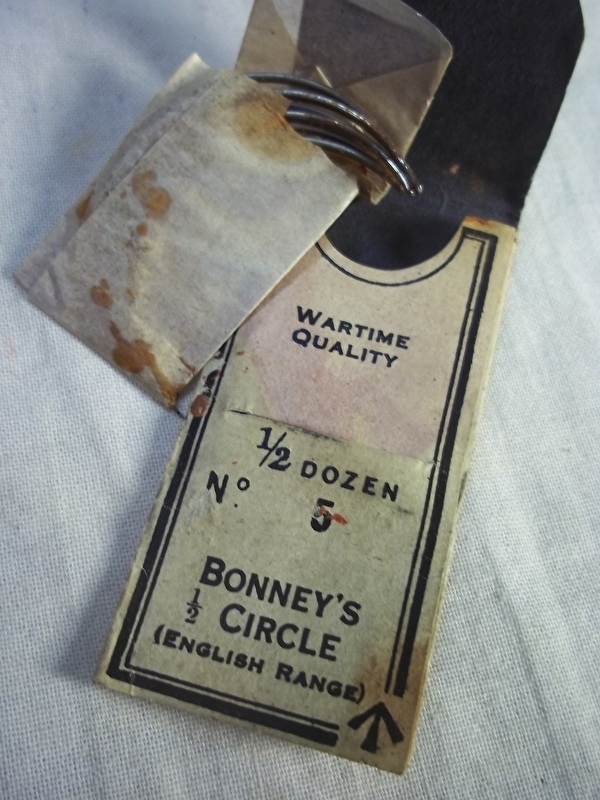 WARTIME
QUALITY
½ DOZEN
Nº 5
BONNEY'S
½ CIRCLE
(ENGLISH RANGE)